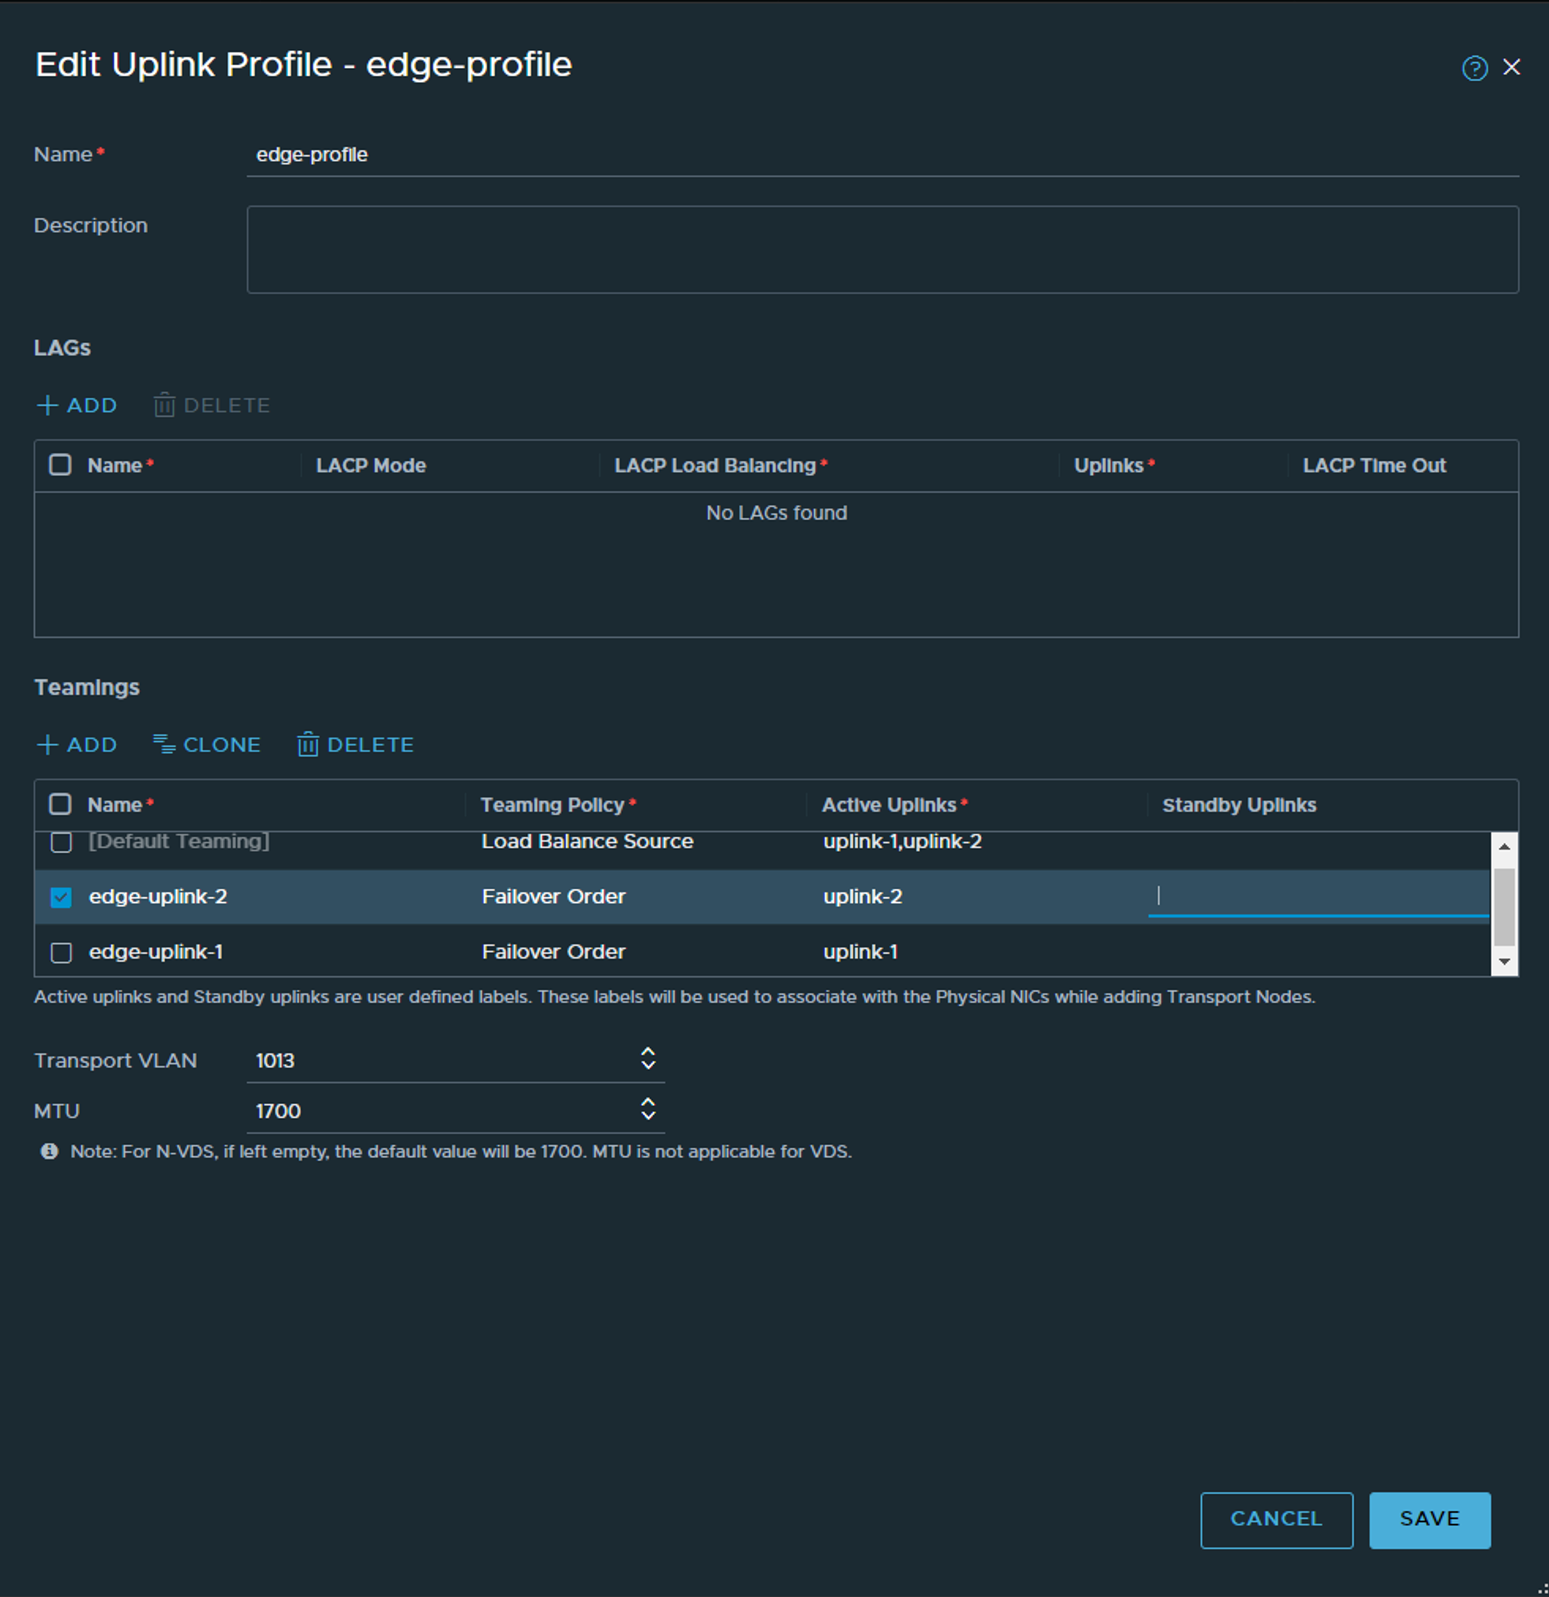 Edit Uplink Profile - edge-profile
?
Name* edge-profile
Description
LAGs
ADD DELETE
Name* LACP Mode LACP Load Balancing* Uplinks* LACP Time Out
No LAGs found
Teamings
ADD CLONE DELETE
Name* Teaming Policy* Active Uplinks* Standby Uplinks
[Default Teaming] Load Balance Source uplink-1,uplink-2
edge-uplink-2 Failover Order uplink-2
edge-uplink-1 Failover Order uplink-1
Active uplinks and Standby uplinks are user defined labels. These labels will be used to associate with the Physical NICs while adding Transport Nodes.
Transport VLAN 1013
MTU 1700
Note: For N-VDS, if left empty, the default value will be 1700. MTU is not applicable for VDS.
CANCEL SAVE